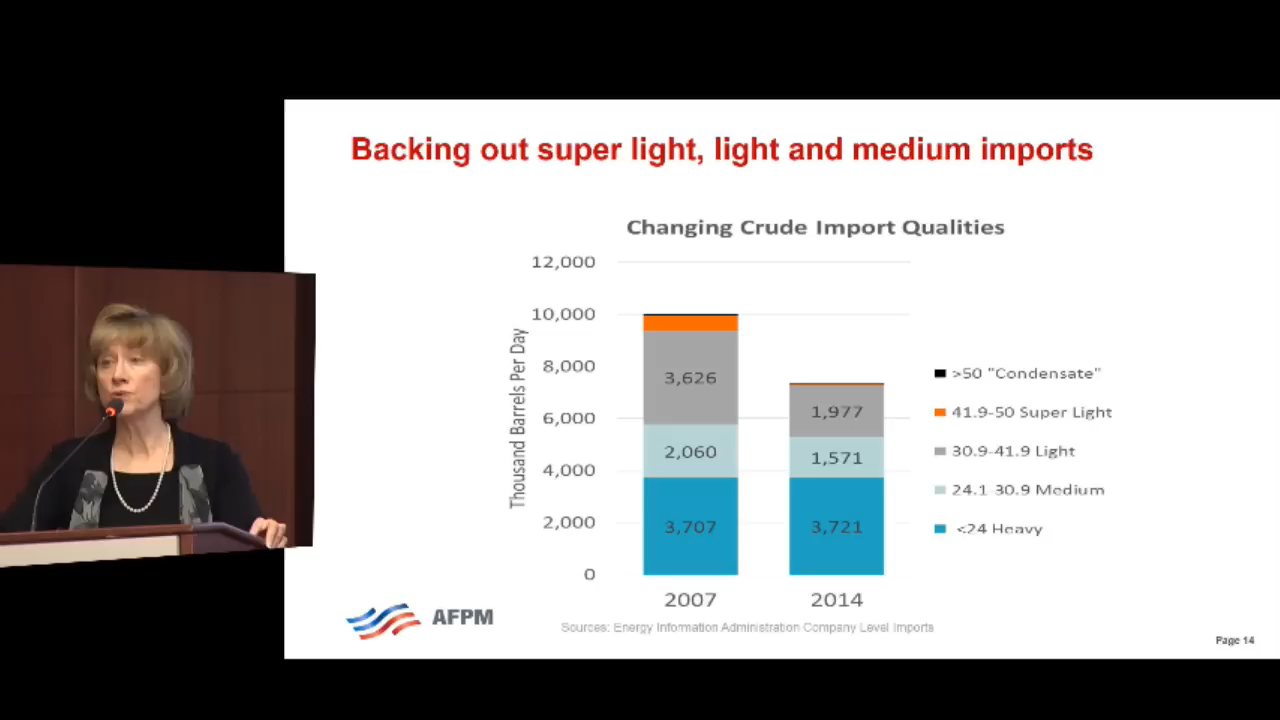 Backing out super light, light and medium imports
Changing Crude Import Qualities
Thousand Barrels Per Day
12,000
10,000
8,000
6,000
4,000
2,000
0
3,626
2,060
3,707
1,977
1,571
3,721
2007
2014
>50 "Condensate"
41.9-50 Super Light
30.9-41.9 Light
24.1-30.9 Medium
<24 Heavy
AFPM
Sources: Energy Information Administration Company Level Imports
Page 14